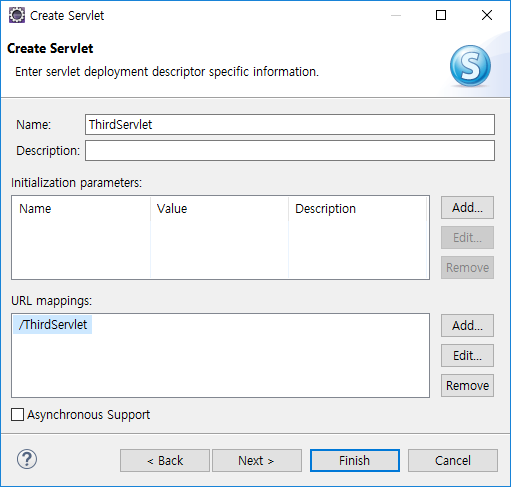 Create Servlet
Create Servlet
Enter servlet deployment descriptor specific information.
S
Name: ThirdServlet
Description:
Initialization parameters:
Name Value Description
Add...
Edit...
Remove
URL mappings:
/ThirdServlet
Add...
Edit...
Remove
Asynchronous Support
? < Back Next > Finish Cancel